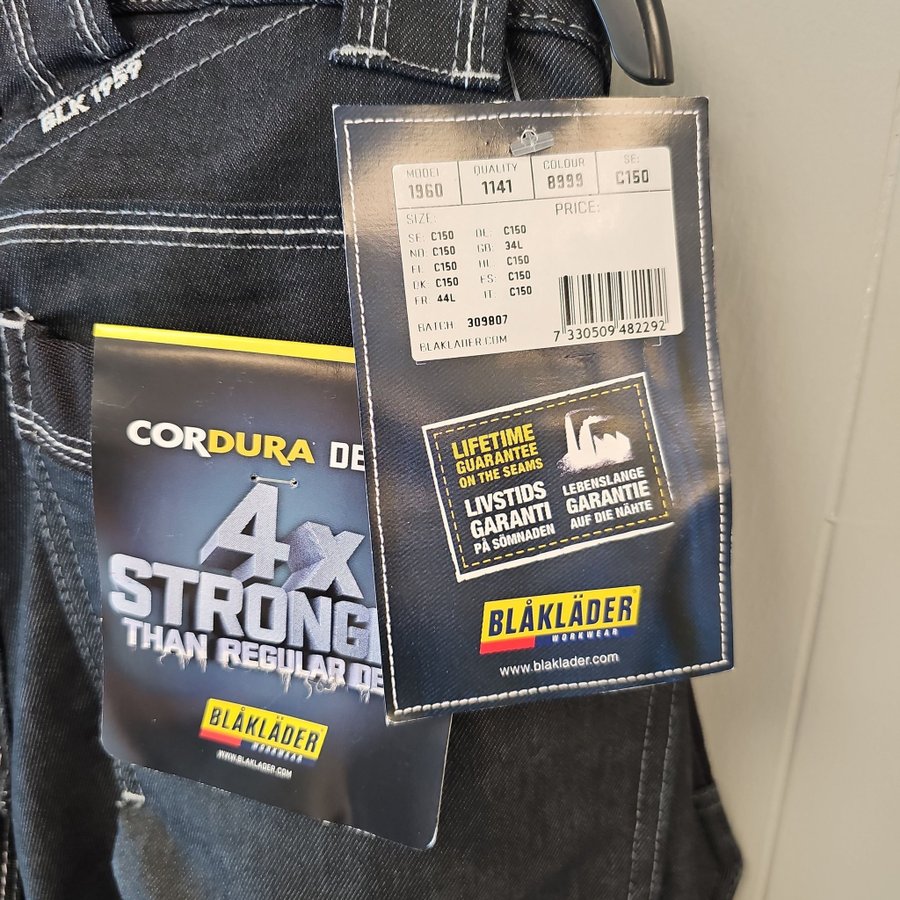 BLK 1959
MODEL QUALITY COLOUR SE:
1960 1141 8999 C150
SIZE: PRICE:
SE: C150 DL: C150
NO: C150 GB: 34L
FI: C150 NL: C150
DK: C150 ES: C150
FR: 44L IT: C150
BATCH 309807
BLAKLADER.COM
7 330509 482292
LIFETIME
GUARANTEE
ON THE SEAMS
LIVSTIDS
GARANTI
PÅ SÖMNADEN
LEBENSLANGE
GARANTIE
AUF DIE NÄHTE
BLÅKLÄDER
WORKWEAR
www.blaklader.com
CORDURA DE
4X
STRONG
THAN REGULAR DE
BLÅKLÄDER
WORKWEAR
WWW.BLAKLADER.COM